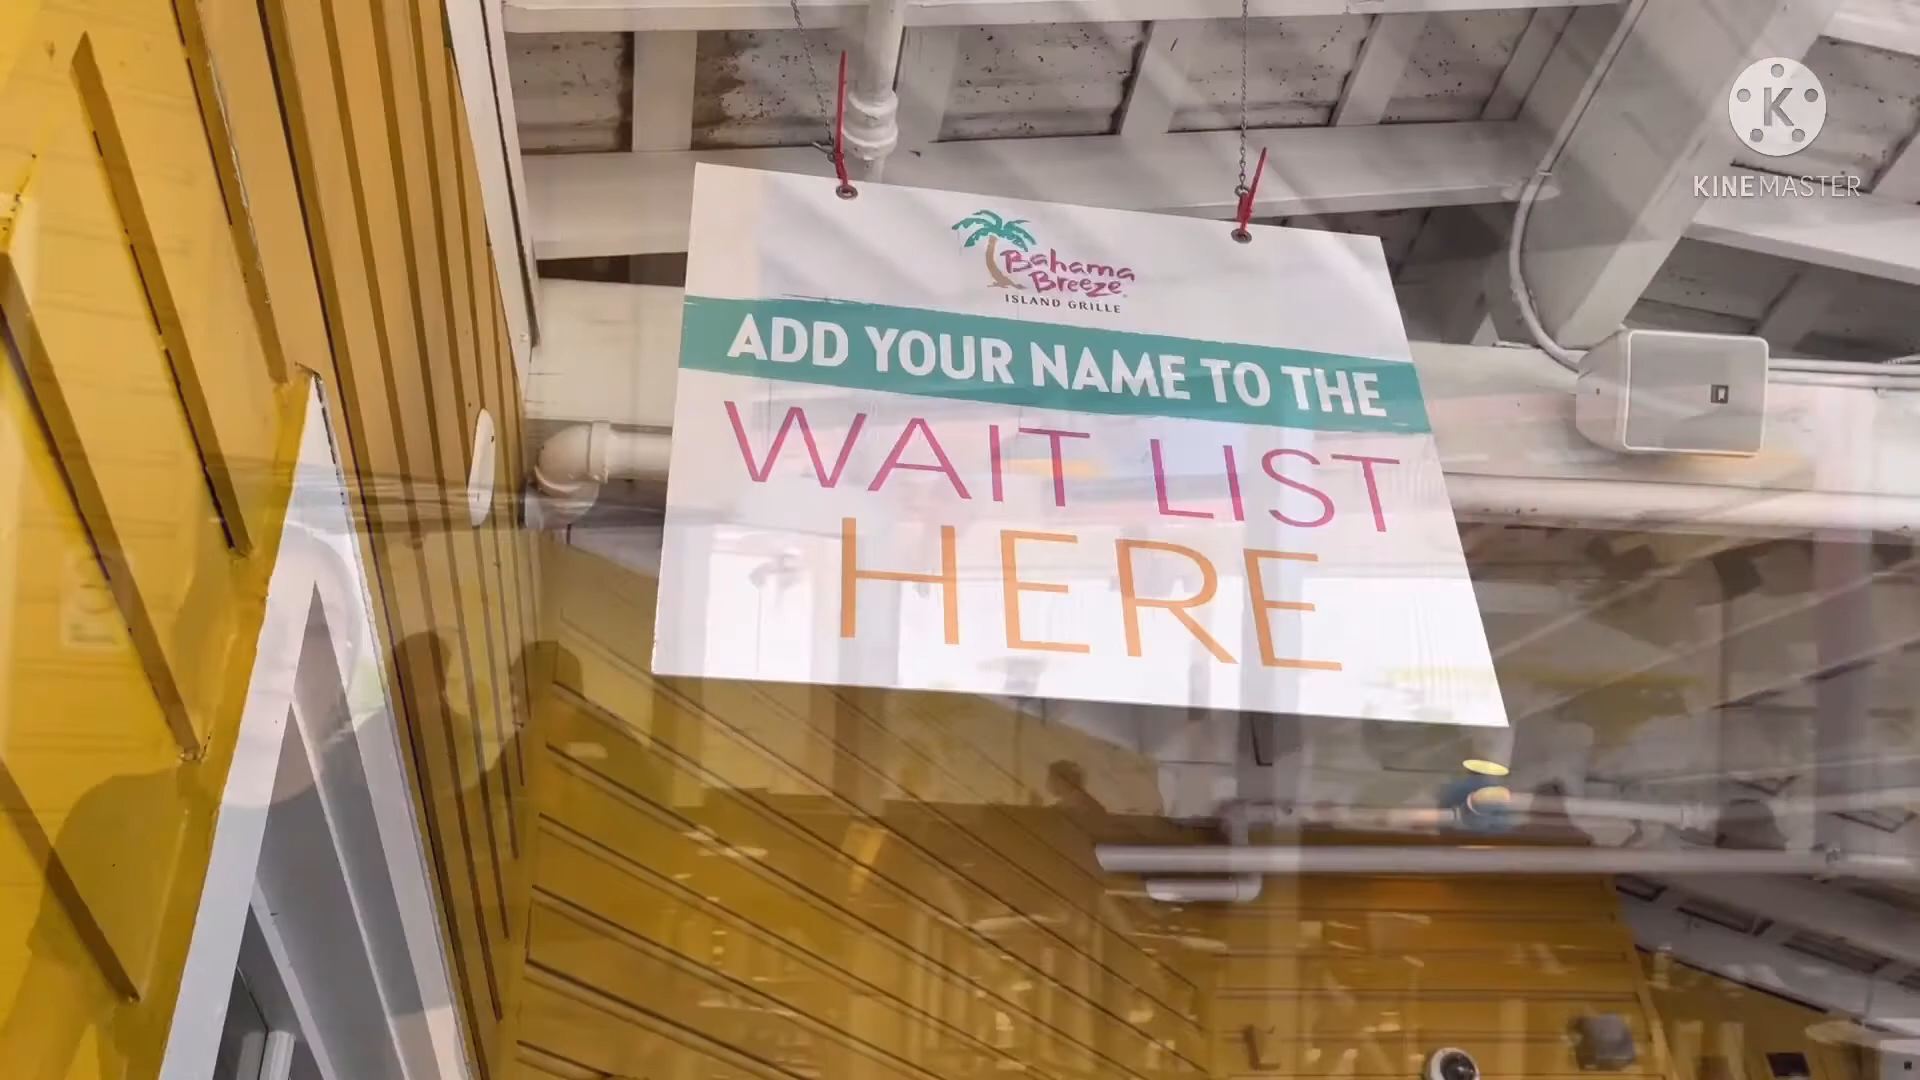 Bahama
Breeze
ISLAND GRILLE
ADD YOUR NAME TO THE
WAIT LIST
HERE
K
KINEMASTER